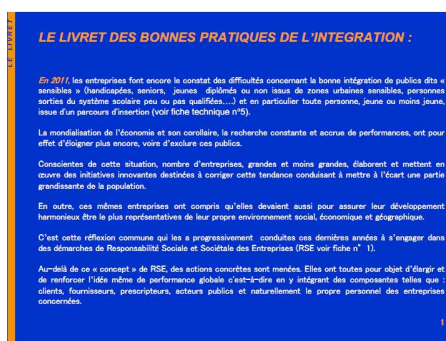 LE LIVRET
LE LIVRET DES BONNES PRATIQUES DE L'INTEGRATION :
En 2011, les entreprises font encore le constat des difficultés concernant la bonne intégration de publics dits «
sensibles » (handicapées, seniors, jeunes diplômés ou non issus de zones urbaines sensibles, personnes
sorties du système scolaire peu ou pas qualifiées….) et en particulier toute personne, jeune ou moins jeune,
issue d'un parcours d'insertion (voir fiche technique n°5).
La mondialisation de l'économie et son corollaire, la recherche constante et accrue de performances, ont pour
effet d'éloigner plus encore, voire d'exclure ces publics.
Conscientes de cette situation, nombre d'entreprises, grandes et moins grandes, élaborent et mettent en
œuvre des initiatives innovantes destinées à corriger cette tendance conduisant à mettre à l'écart une partie
grandissante de la population.
En outre, ces mêmes entreprises ont compris qu'elles devaient aussi pour assurer leur développement
harmonieux être le plus représentatives de leur propre environnement social, économique et géographique.
C'est cette réflexion commune qui les a progressivement conduites ces dernières années à s'engager dans
des démarches de Responsabilité Sociale et Sociétale des Entreprises (RSE voir fiche n° 1).
Au-delà de ce « concept » de RSE, des actions concrètes sont menées. Elles ont toutes pour objet d'élargir et
de renforcer l'idée même de performance globale c'est-à-dire en y intégrant des composantes telles que :
clients, fournisseurs, prescripteurs, acteurs publics et naturellement le propre personnel des entreprises
concernées.
1